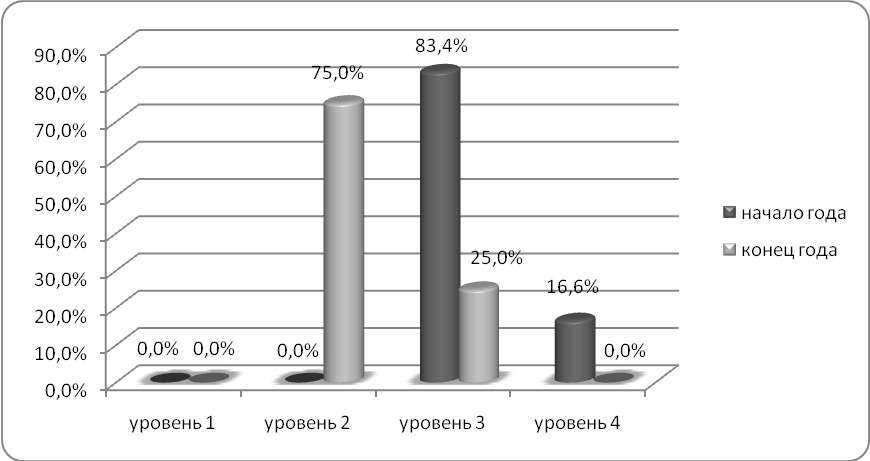 90,0%
80,0%
70,0%
60,0%
50,0%
40,0%
30,0%
20,0%
10,0%
0,0%
0,0% 0,0%
0,0%
75,0%
83,4%
25,0%
16,6%
0,0%
уровень 1
уровень 2
уровень 3
уровень 4
начало года
конец года